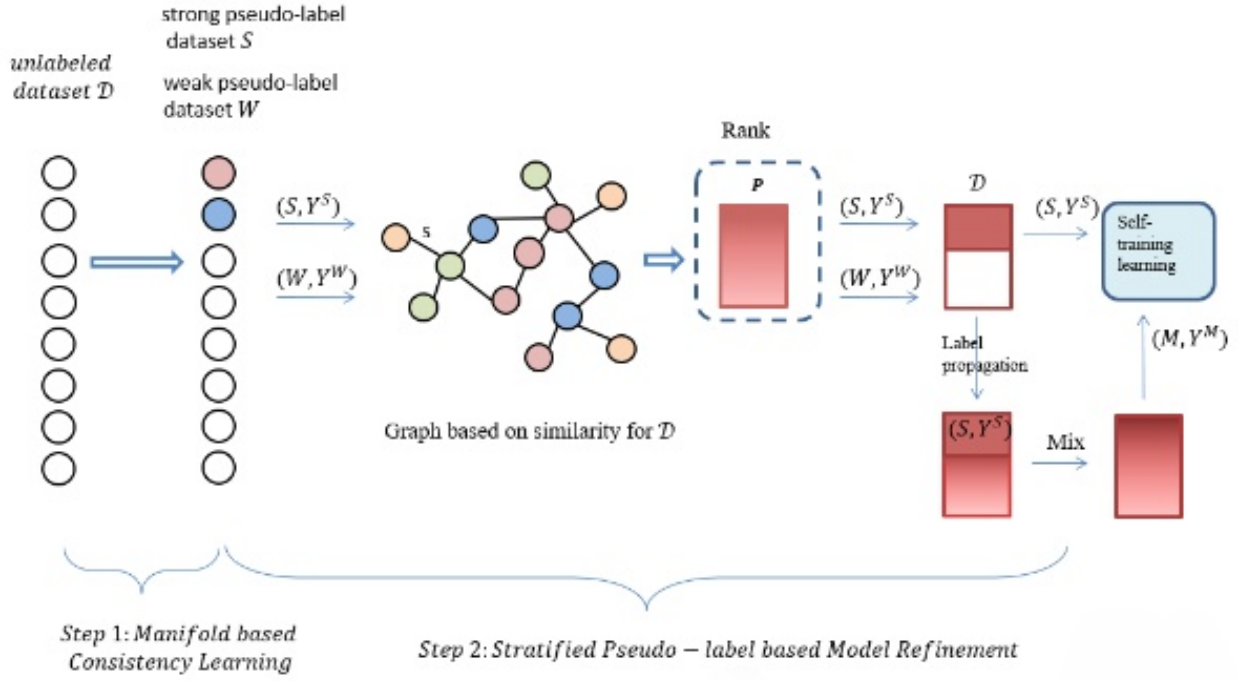 unlabeled
dataset 𝒟
strong pseudo-label
dataset S
weak pseudo-label
dataset W
(S, Y^S)
(W, Y^W)
s
Graph based on similarity for 𝒟
Rank
P
(S, Y^S)
(W, Y^W)
𝒟
(S, Y^S)
Self-
training
learning
Label
propagation
(S, Y^S)
Mix
(M, Y^M)
Step 1: Manifold based
Consistency Learning
Step 2: Stratified Pseudo − label based Model Refinement